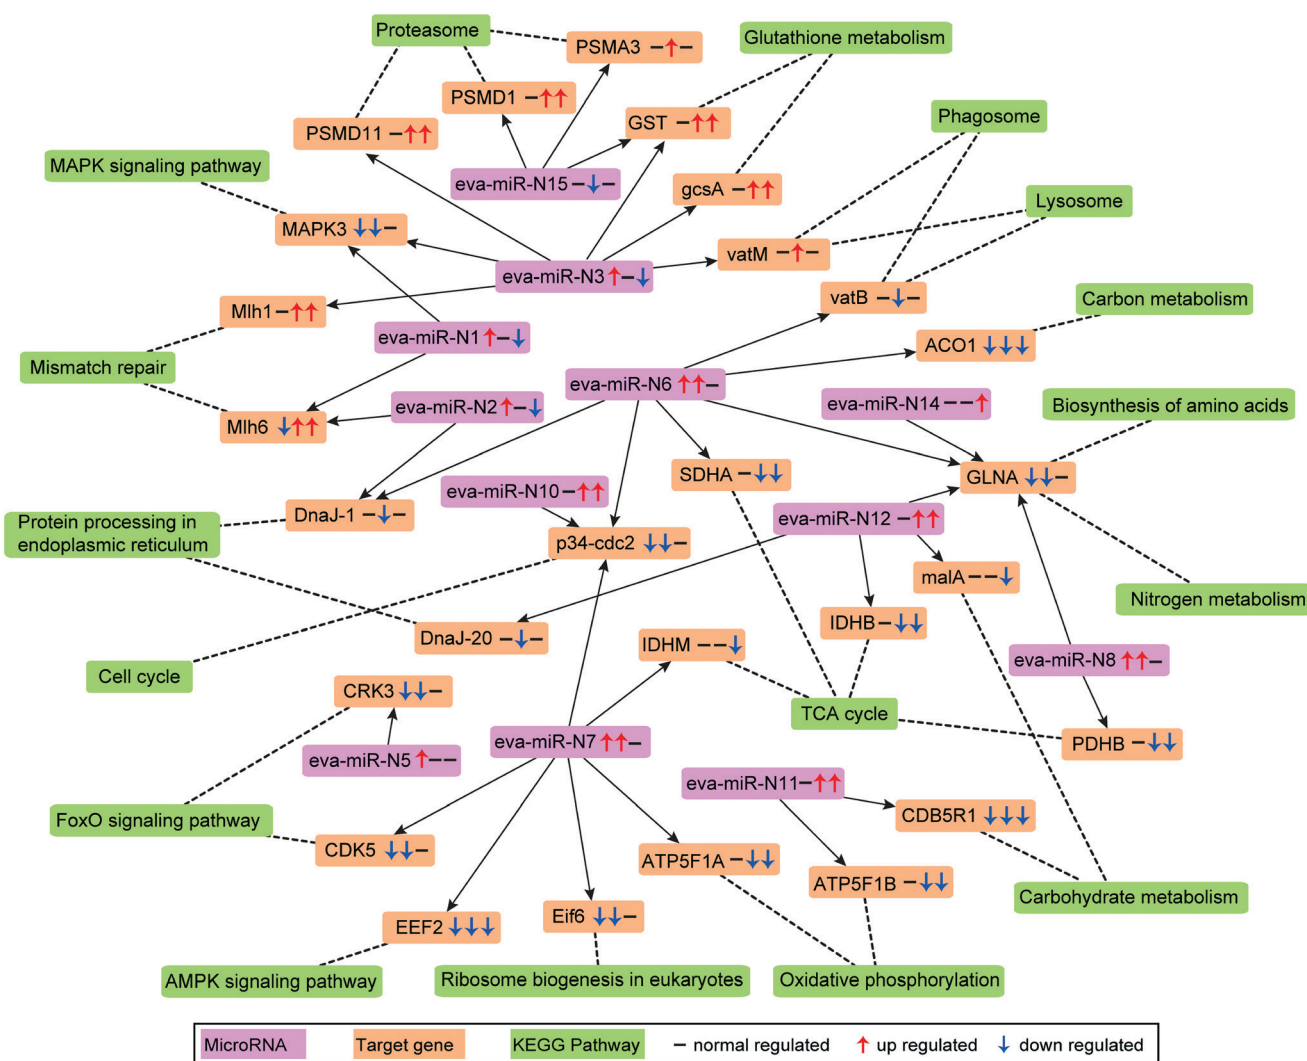 Proteasome
PSMA3 –↑–
Glutathione metabolism
PSMD1 –↑↑
PSMD11 –↑↑
GST –↑↑
Phagosome
MAPK signaling pathway
eva-miR-N15 –↓–
gcsA –↑↑
Lysosome
MAPK3 ↓↓–
vatM –↑–
eva-miR-N3 ↑–↓
vatB –↓–
Carbon metabolism
Mlh1 –↑↑
eva-miR-N1 ↑–↓
ACO1 ↓↓↓
Mismatch repair
eva-miR-N6 ↑↑–
eva-miR-N2 ↑–↓
eva-miR-N14 ––↑
Biosynthesis of amino acids
Mlh6 ↓↑↑
SDHA –↓↓
GLNA ↓↓–
eva-miR-N10 –↑↑
DnaJ-1 –↓–
eva-miR-N12 –↑↑
Protein processing in
endoplasmic reticulum
p34-cdc2 ↓↓–
malA ––↓
Nitrogen metabolism
DnaJ-20 –↓–
IDHM ––↓
IDHB –↓↓
eva-miR-N8 ↑↑–
Cell cycle
CRK3 ↓↓–
TCA cycle
eva-miR-N7 ↑↑–
PDHB –↓↓
eva-miR-N5 ↑––
eva-miR-N11 –↑↑
FoxO signaling pathway
CDB5R1 ↓↓↓
CDK5 ↓↓–
ATP5F1A –↓↓
ATP5F1B –↓↓
Carbohydrate metabolism
EEF2 ↓↓↓
Eif6 ↓↓–
AMPK signaling pathway
Ribosome biogenesis in eukaryotes
Oxidative phosphorylation
MicroRNA Target gene KEGG Pathway – normal regulated ↑ up regulated ↓ down regulated